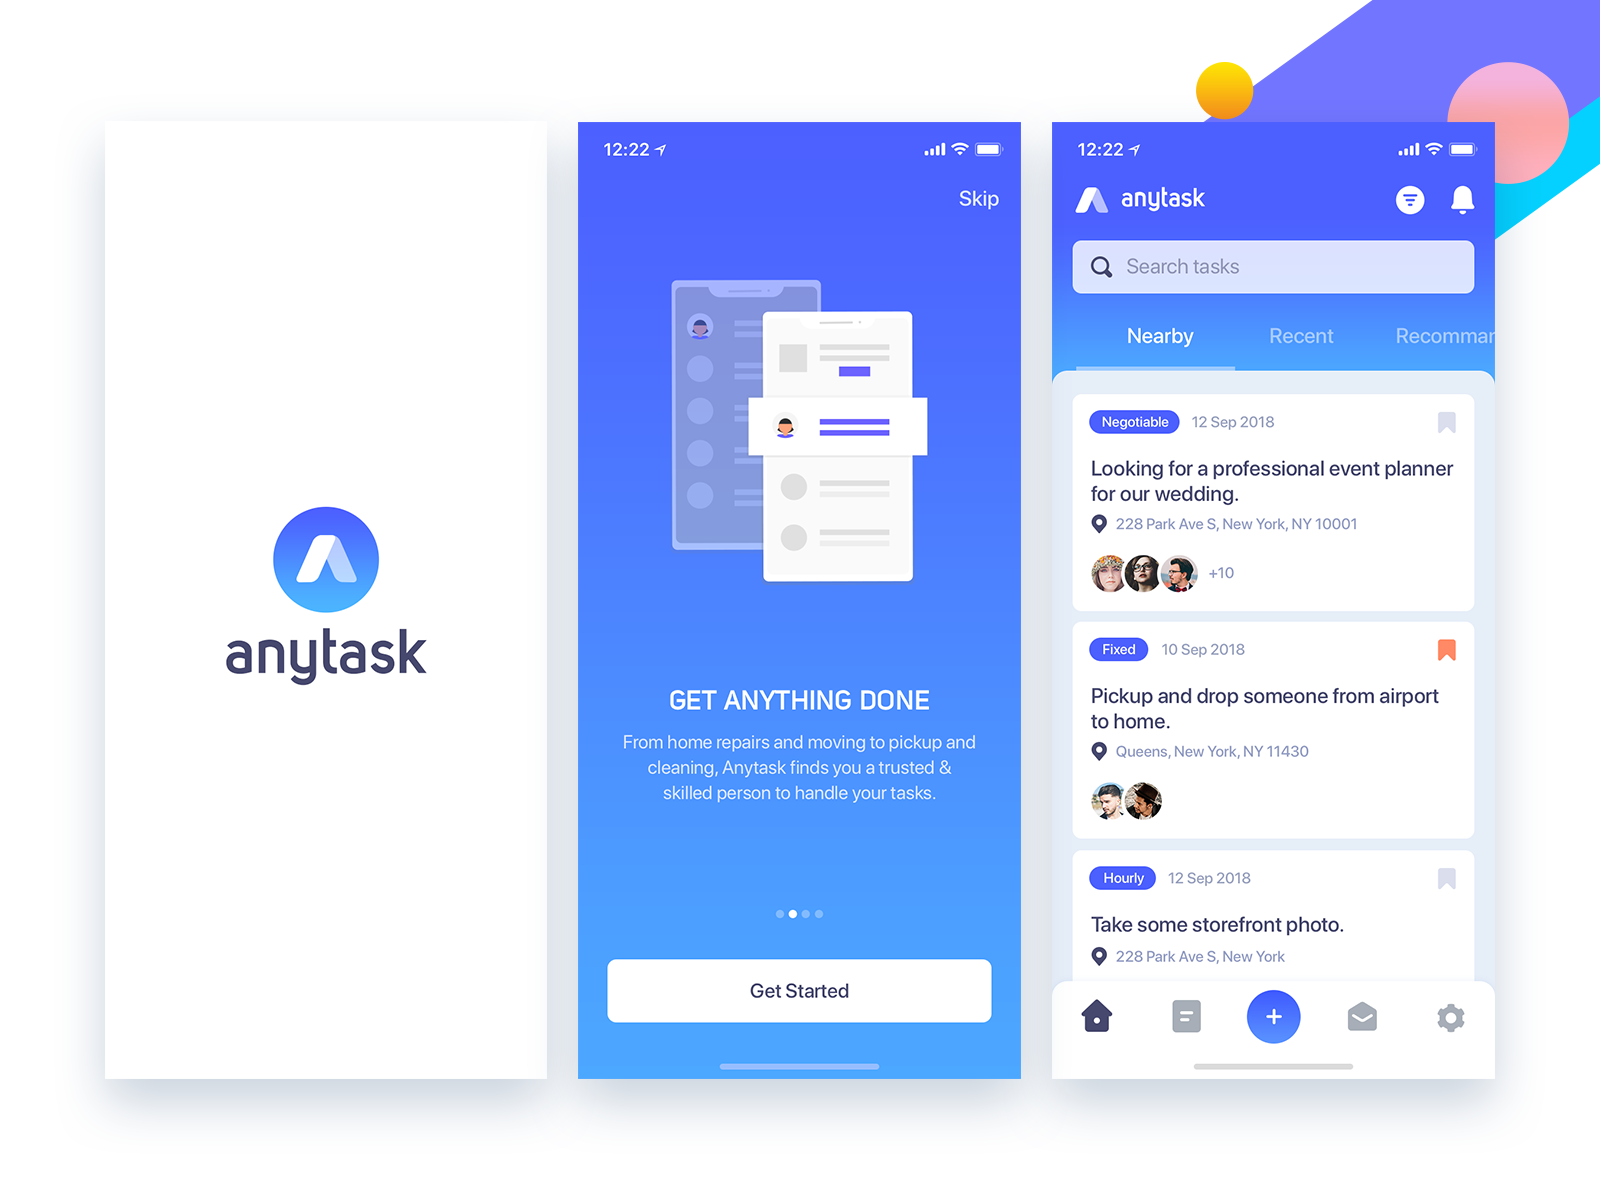 anytask
12:22
Skip
GET ANYTHING DONE
From home repairs and moving to pickup and
cleaning, Anytask finds you a trusted &
skilled person to handle your tasks.
Get Started
12:22
anytask
Search tasks
Nearby Recent Recomman
Negotiable 12 Sep 2018
Looking for a professional event planner
for our wedding.
228 Park Ave S, New York, NY 10001
+10
Fixed 10 Sep 2018
Pickup and drop someone from airport
to home.
Queens, New York, NY 11430
Hourly 12 Sep 2018
Take some storefront photo.
228 Park Ave S, New York